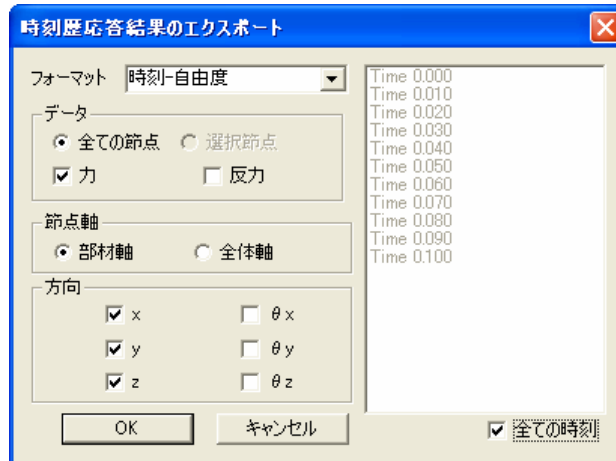 時刻歴応答結果のエクスポート
フォーマット 時刻-自由度
データ
全ての節点 選択節点
力 反力
節点軸
部材軸 全体軸
方向
x θx
y θy
z θz
OK キャンセル
Time 0.000
Time 0.010
Time 0.020
Time 0.030
Time 0.040
Time 0.050
Time 0.060
Time 0.070
Time 0.080
Time 0.090
Time 0.100
全ての時刻